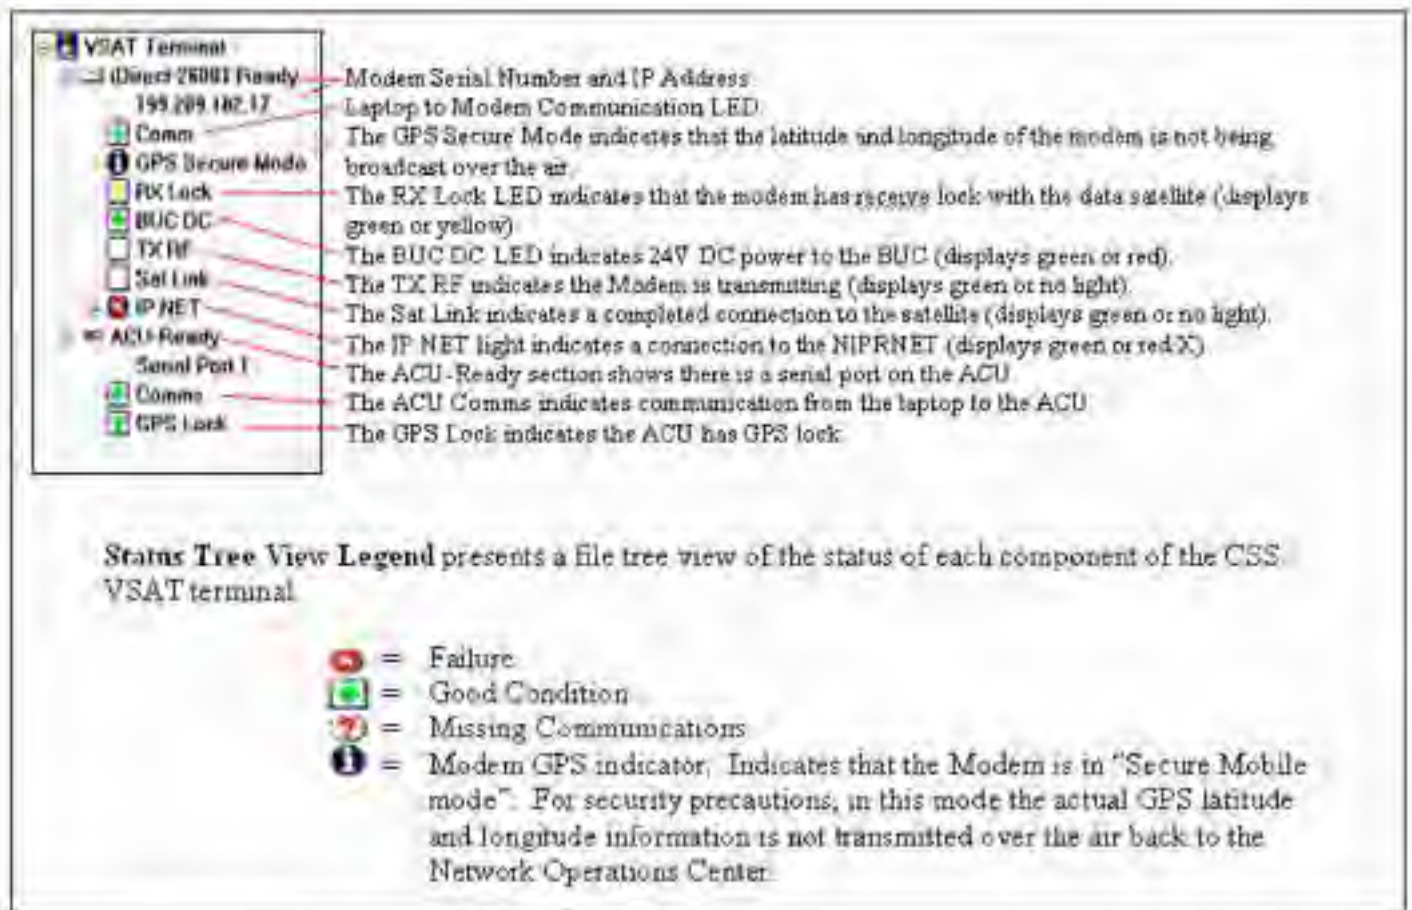 VSAT Terminal
iDirect 26001 Ready
Modem Serial Number and IP Address
199.209.102.17
Laptop to Modem Communication LED
Comm
The GPS Secure Mode indicates that the latitude and longitude of the modem is not being
GPS Secure Mode
broadcast over the air.
RX Lock
The RX Lock LED indicates that the modem has receive lock with the data satellite (displays
green or yellow)
BUC DC
The BUC DC LED indicates 24V DC power to the BUC (displays green or red).
TX RF
The TX RF indicates the Modem is transmitting (displays green or no light).
Sat Link
The Sat Link indicates a completed connection to the satellite (displays green or no light).
IP NET
The IP NET light indicates a connection to the NIPRNET (displays green or red X)
ACU-Ready
The ACU-Ready section shows there is a serial port on the ACU
Serial Port 1
Comms
The ACU Comms indicates communication from the laptop to the ACU
GPS Lock
The GPS Lock indicates the ACU has GPS lock.
Status Tree View Legend presents a file tree view of the status of each component of the CSS
VSAT terminal.
= Failure
= Good Condition
? = Missing Communications
i = Modem GPS indicator. Indicates that the Modem is in "Secure Mobile
mode". For security precautions, in this mode the actual GPS latitude
and longitude information is not transmitted over the air back to the
Network Operations Center.